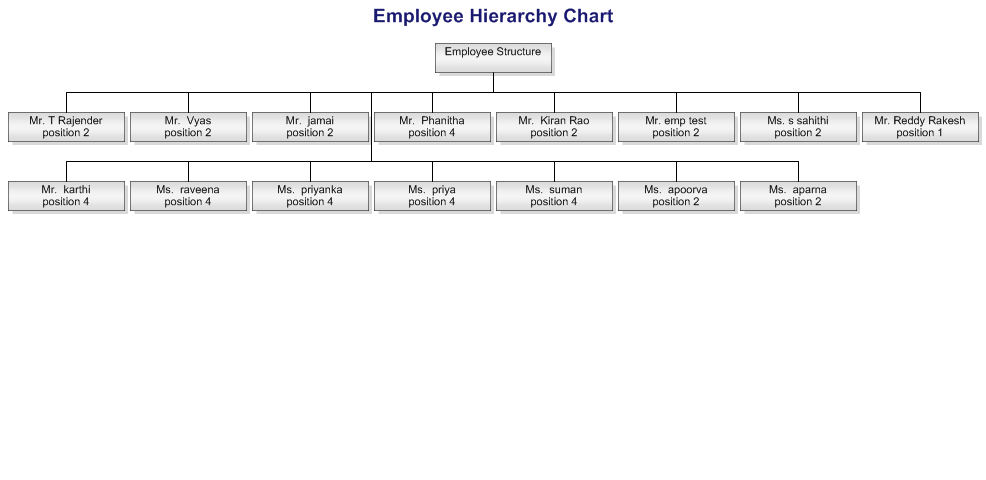 Employee Hierarchy Chart
Employee Structure
Mr. T Rajender
position 2
Mr. Vyas
position 2
Mr. jamai
position 2
Mr. Phanitha
position 4
Mr. Kiran Rao
position 2
Mr. emp test
position 2
Ms. s sahithi
position 2
Mr. Reddy Rakesh
position 1
Mr. karthi
position 4
Ms. raveena
position 4
Ms. priyanka
position 4
Ms. priya
position 4
Ms. suman
position 4
Ms. apoorva
position 2
Ms. aparna
position 2